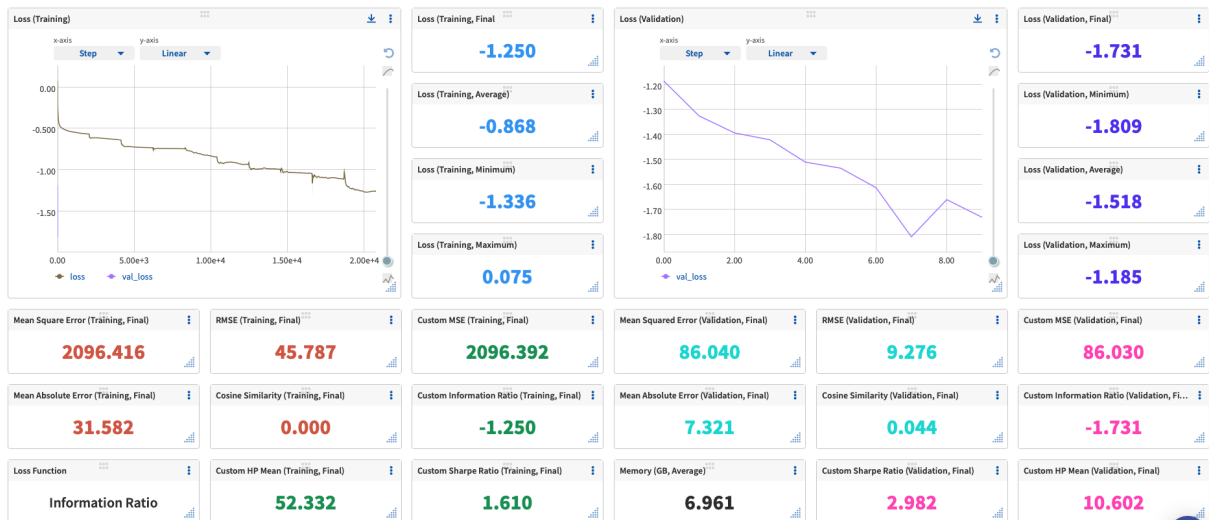 Loss (Training)
x-axis
y-axis
Step
Linear
0.00
-0.500
-1.00
-1.50
0.00
5.00e+3
1.00e+4
1.50e+4
2.00e+4
loss
val_loss
Loss (Training, Final
-1.250
Loss (Training, Average)
-0.868
Loss (Training, Minimum)
-1.336
Loss (Training, Maximum)
0.075
Loss (Validation)
x-axis
y-axis
Step
Linear
-1.20
-1.30
-1.40
-1.50
-1.60
-1.70
-1.80
0.00
2.00
4.00
6.00
8.00
val_loss
Loss (Validation, Final)
-1.731
Loss (Validation, Minimum)
-1.809
Loss (Validation, Average)
-1.518
Loss (Validation, Maximum)
-1.185
Mean Square Error (Training, Final)
2096.416
RMSE (Training, Final)
45.787
Custom MSE (Training, Final)
2096.392
Mean Squared Error (Validation, Final)
86.040
RMSE (Validation, Final)
9.276
Custom MSE (Validation, Final)
86.030
Mean Absolute Error (Training, Final)
31.582
Cosine Similarity (Training, Final)
0.000
Custom Information Ratio (Training, Final)
-1.250
Mean Absolute Error (Validation, Final)
7.321
Cosine Similarity (Validation, Final)
0.044
Custom Information Ratio (Validation, Fi...
-1.731
Loss Function
Information Ratio
Custom HP Mean (Training, Final)
52.332
Custom Sharpe Ratio (Training, Final)
1.610
Memory (GB, Average)
6.961
Custom Sharpe Ratio (Validation, Final)
2.982
Custom HP Mean (Validation, Final)
10.602